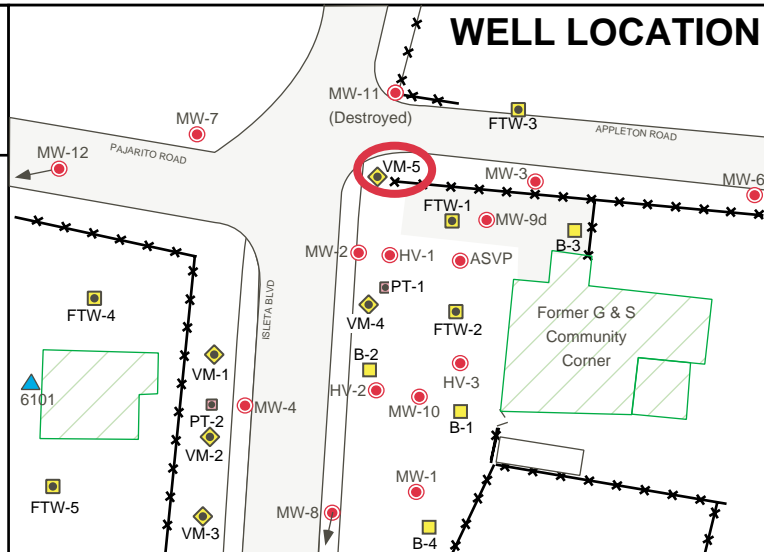 WELL LOCATION
MW-11
(Destroyed)
FTW-3
APPLETON ROAD
MW-7
PAJARITO ROAD
MW-12
VM-5
MW-3
MW-6
FTW-1
MW-9d
B-3
MW-2
HV-1
ASVP
PT-1
FTW-4
ISLETA BLVD
VM-4
FTW-2
Former G & S
Community
Corner
VM-1
B-2
6101
HV-2
HV-3
MW-4
MW-10
PT-2
B-1
VM-2
MW-1
FTW-5
VM-3
MW-8
B-4